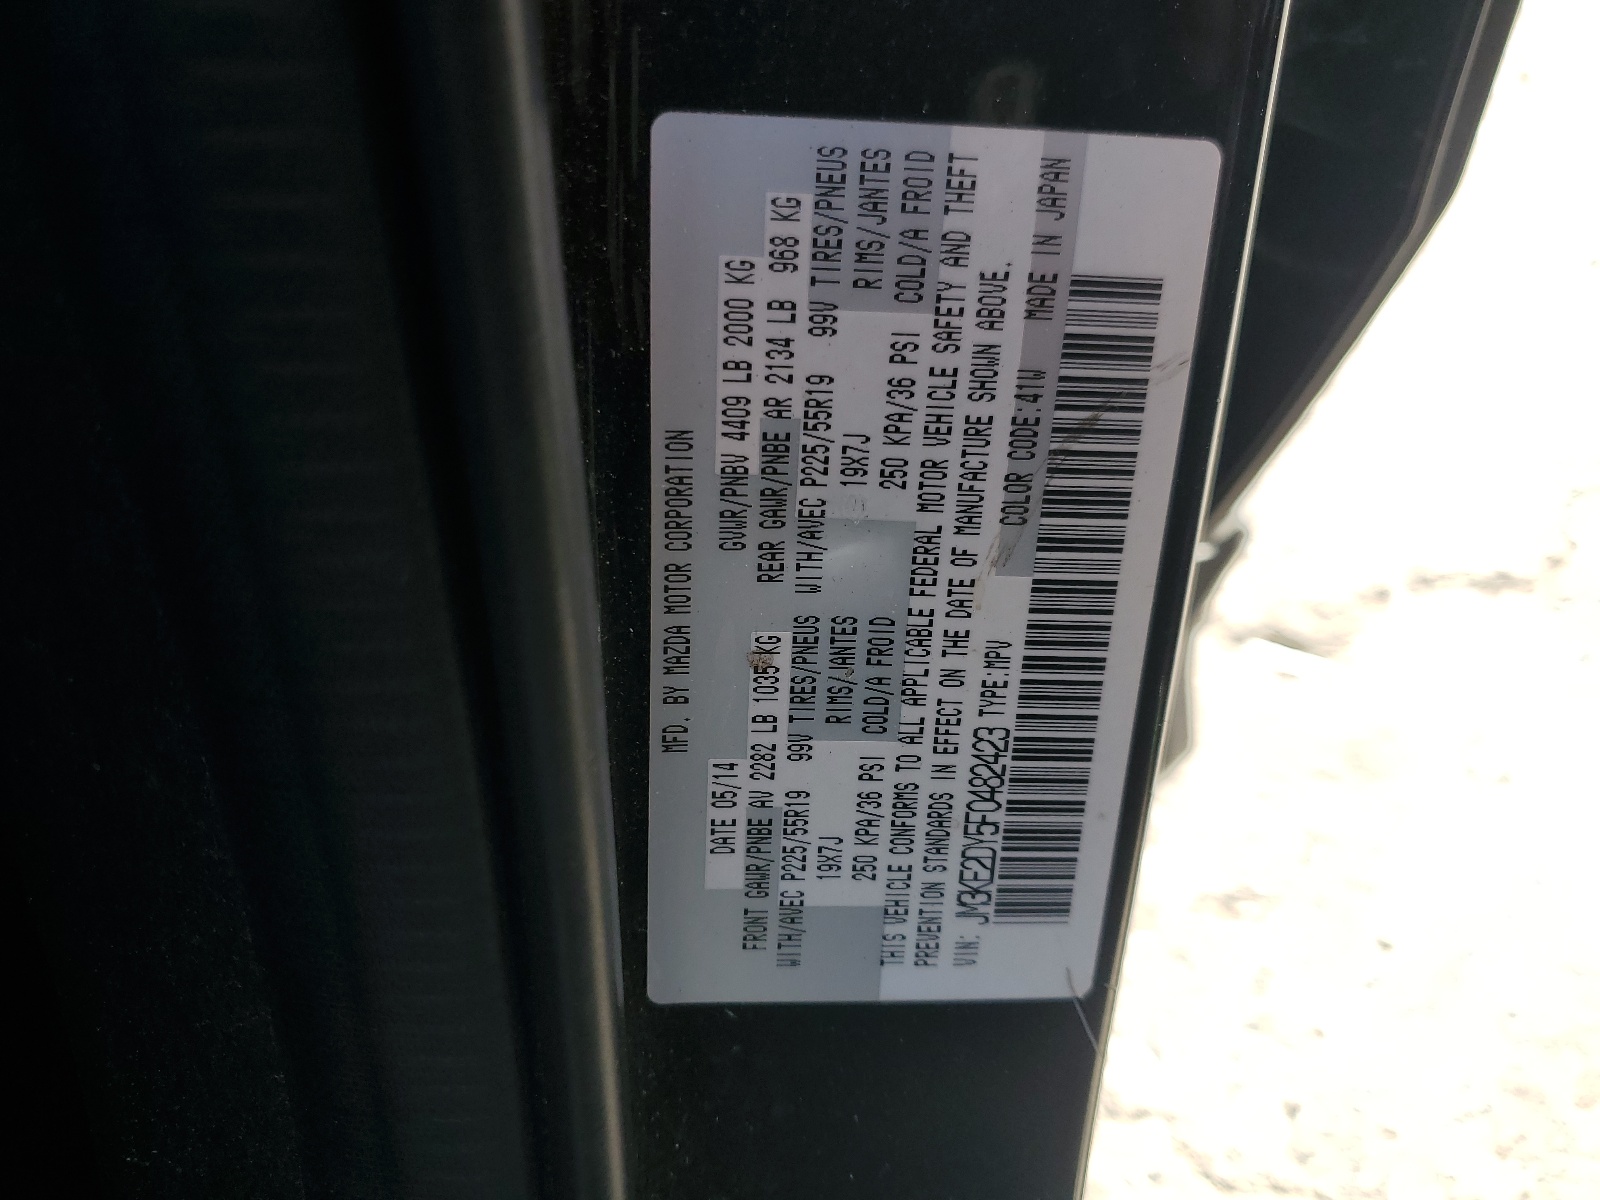 MFD. BY MAZDA MOTOR CORPORATION
DATE 05/14 GVWR/PNBV 4409 LB 2000 KG
FRONT GAWR/PNBE AV 2282 LB 1035 KG REAR GAWR/PNBE AR 2134 LB 968 KG
WITH/AVEC P225/55R19 99V TIRES/PNEUS WITH/AVEC P225/55R19 99V TIRES/PNEUS
19X7J RIMS/JANTES 19X7J RIMS/JANTES
250 KPA/36 PSI COLD/A FROID 250 KPA/36 PSI COLD/A FROID
THIS VEHICLE CONFORMS TO ALL APPLICABLE FEDERAL MOTOR VEHICLE SAFETY AND THEFT
PREVENTION STANDARDS IN EFFECT ON THE DATE OF MANUFACTURE SHOWN ABOVE.
VIN: JM3KE2DY5F0482423 TYPE:MPV COLOR CODE:41W MADE IN JAPAN